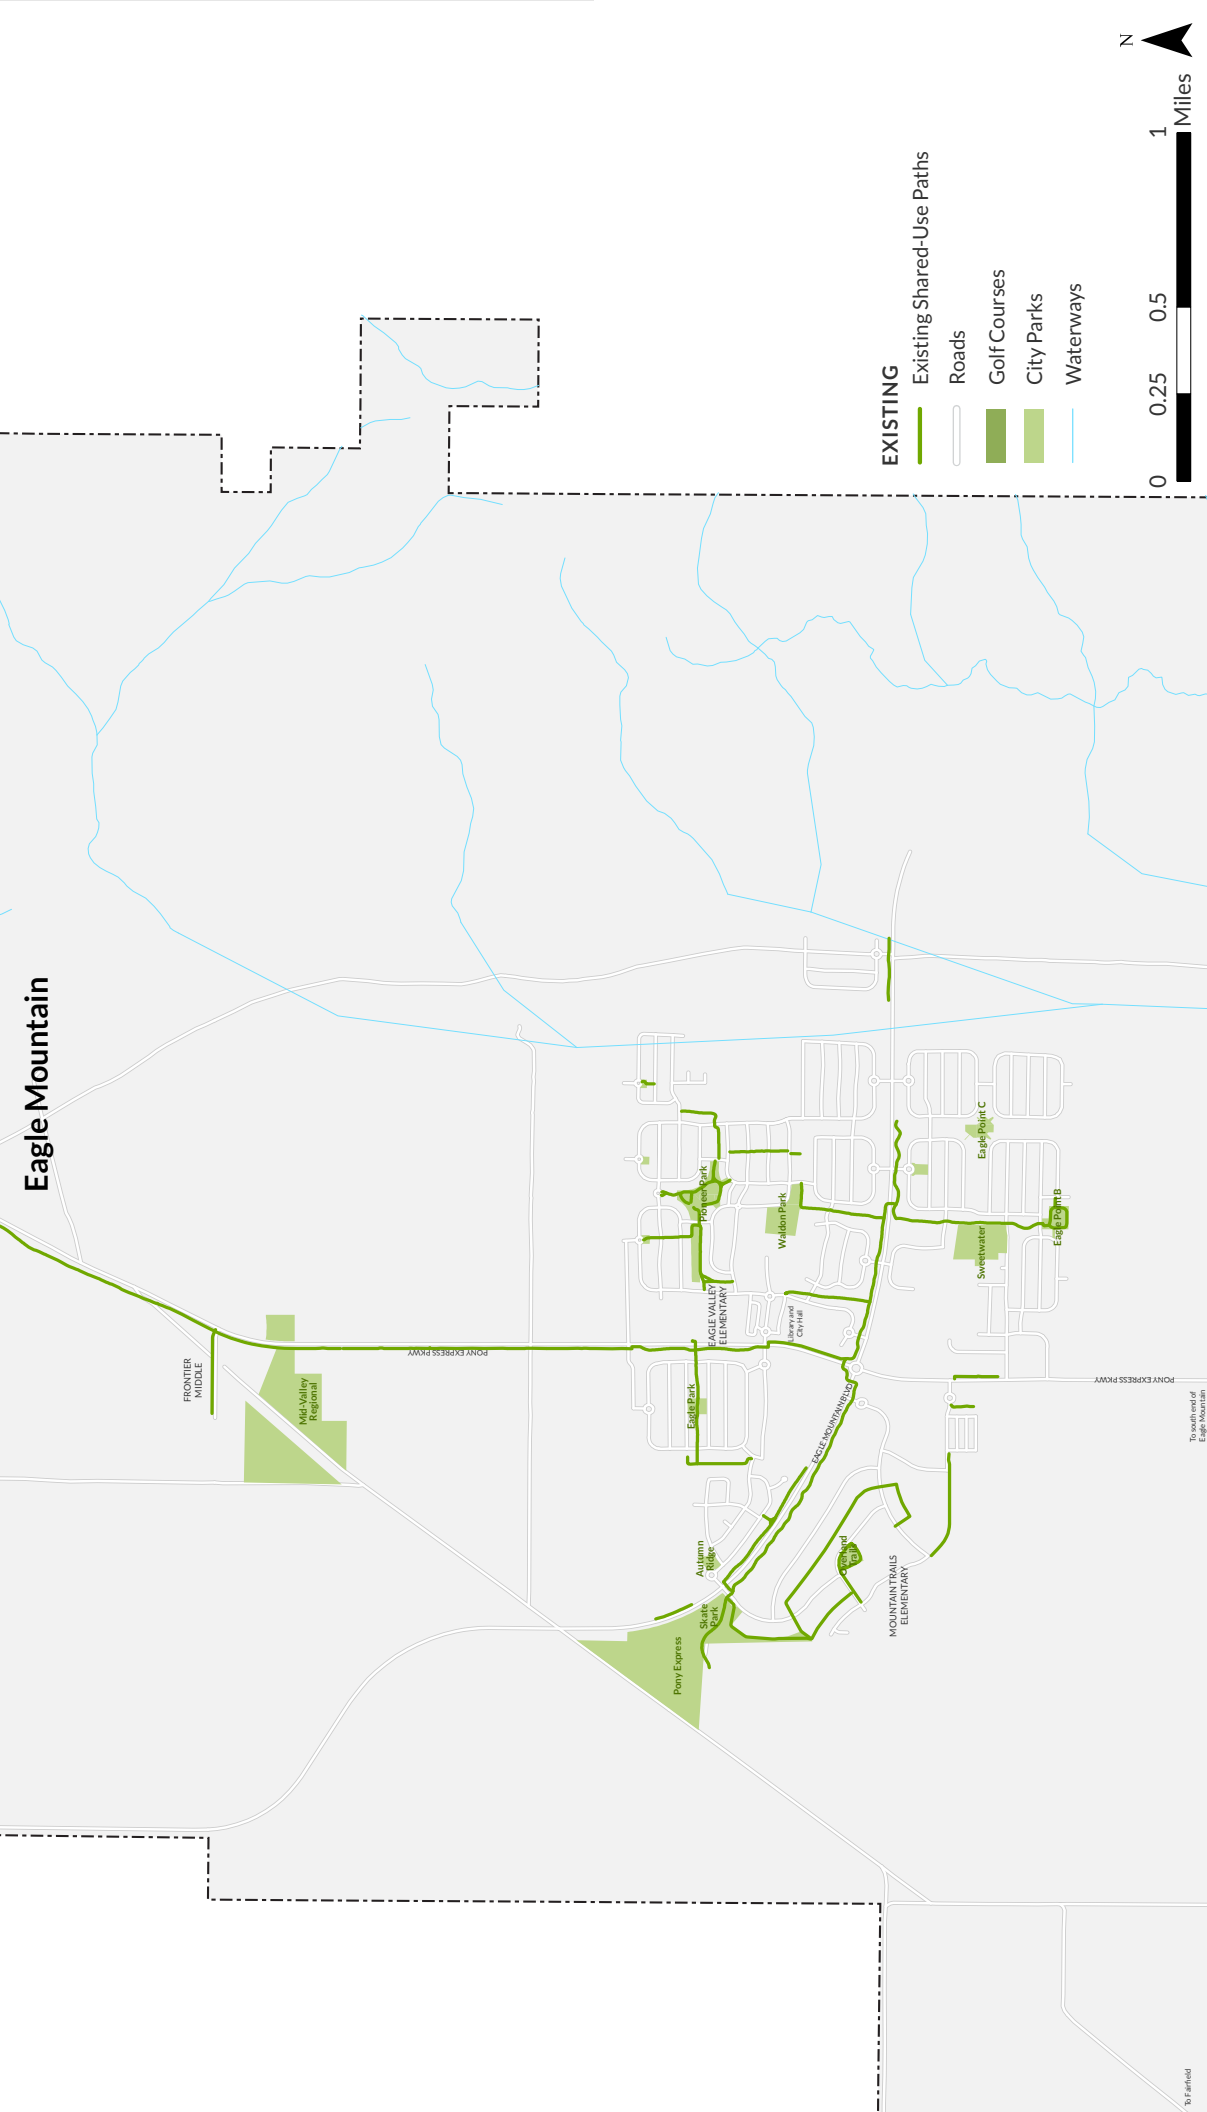 Eagle Mountain
N
Miles
0
0.25
0.5
1
EXISTING
Existing Shared-Use Paths
Roads
Golf Courses
City Parks
Waterways
FRONTIER
MIDDLE
Mid-Valley
Regional
PONY EXPRESS PKWY
Pioneer Park
Waldon Park
Eagle Point C
Eagle Point B
Sweetwater
EAGLE VALLEY
ELEMENTARY
Library and
City Hall
Eagle Park
EAGLE MOUNTAIN BLVD
PONY EXPRESS PKWY
To south end of
Eagle Mountain
Autumn
Ridge
Skate
Park
Pony Express
Overland
Trails
MOUNTAIN TRAILS
ELEMENTARY
To Fairfield